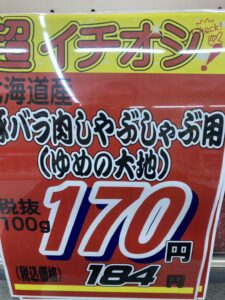 超イチオシ!
Check!
北海道産
豚バラ肉しゃぶしゃぶ用
(ゆめの大地)
税抜
100g
170円
(税込価格) 184円